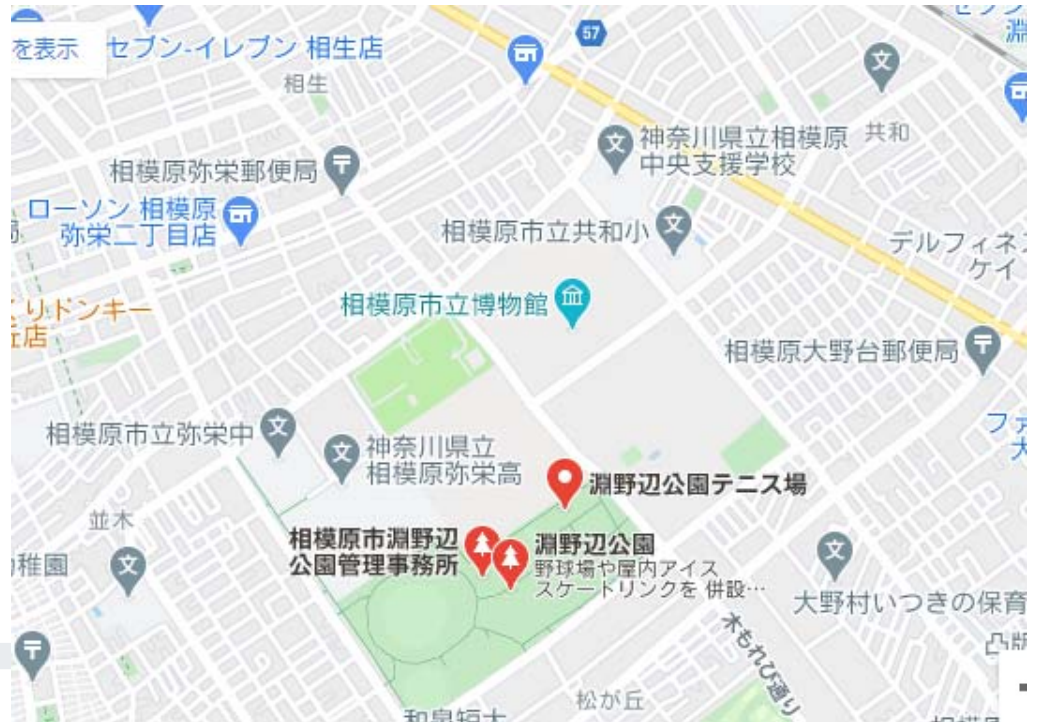 を表示
セブン-イレブン 相生店
57
相生
淵
共和
神奈川県立相模原
中央支援学校
相模原弥栄郵便局
ローソン 相模原
弥栄二丁目店
相模原市立共和小
デルフィネス
ケイ
相模原市立博物館
くりドンキー
丘店
相模原大野台郵便局
相模原市立弥栄中
神奈川県立
相模原弥栄高
淵野辺公園テニス場
並木
相模原市淵野辺
公園管理事務所
淵野辺公園
野球場や屋内アイス
スケートリンクを 併設…
稚園
大野村いつきの保育
木もれび通り
松が丘
和泉短大